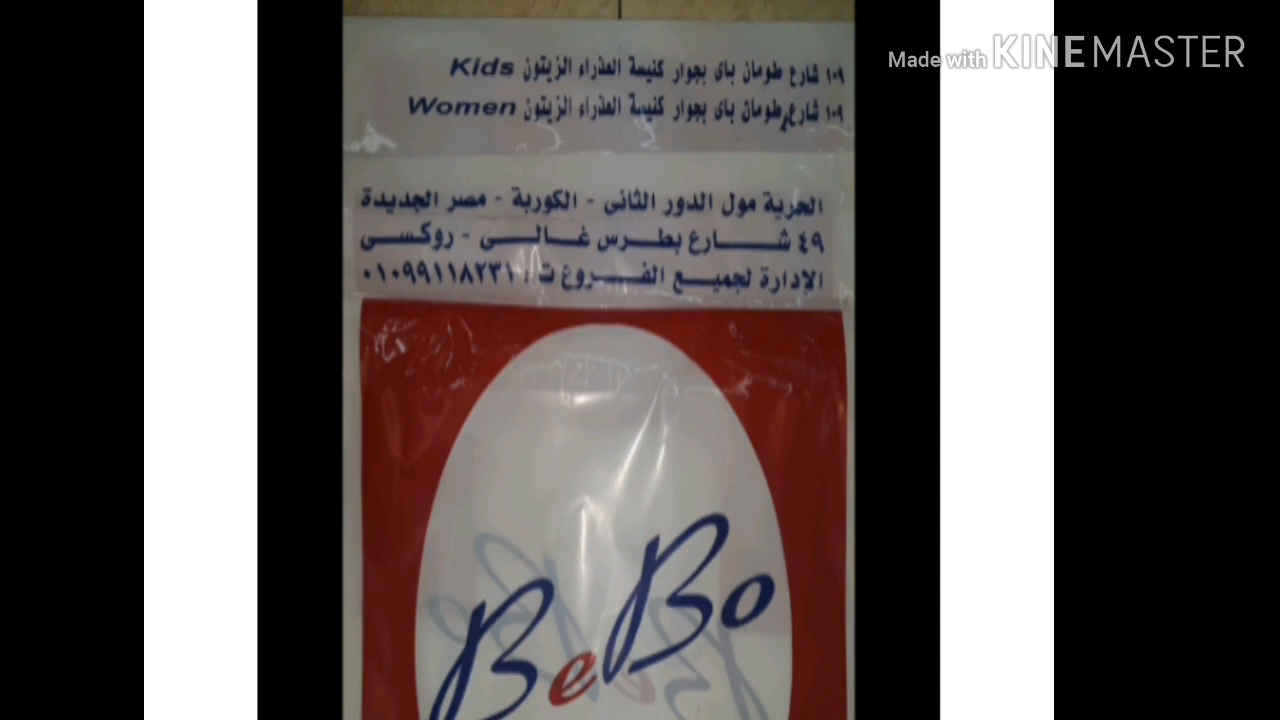 Made with KINEMASTER
١٠٩ شارع طومان باى بجوار كنيسة العذراء الزيتون Kids
١٠٩ شارع طومان باى بجوار كنيسة العذراء الزيتون Women
الحرية مول الدور الثانى - الكوربة - مصر الجديدة
٤٩ شارع بطرس غالى - روكسى
الإدارة لجميع الفروع ت : ٠١٠٩٩١١٨٢٣١
BeBo